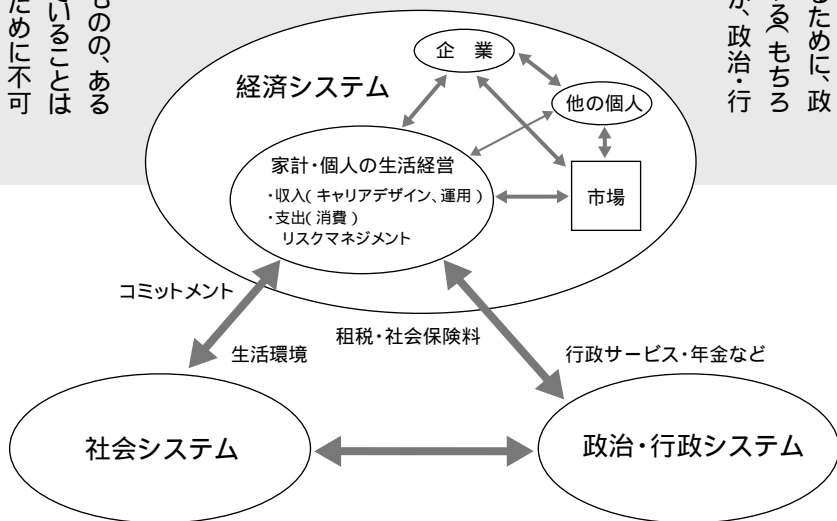 るために、政
る(もちろ
が、政治・行
ものの、ある
ていることは
ために不可
企 業
経済システム
他の個人
家計・個人の生活経営
・収入(キャリアデザイン、運用)
・支出(消費)
リスクマネジメント
市場
コミットメント
生活環境
租税・社会保険料
行政サービス・年金など
社会システム
政治・行政システム